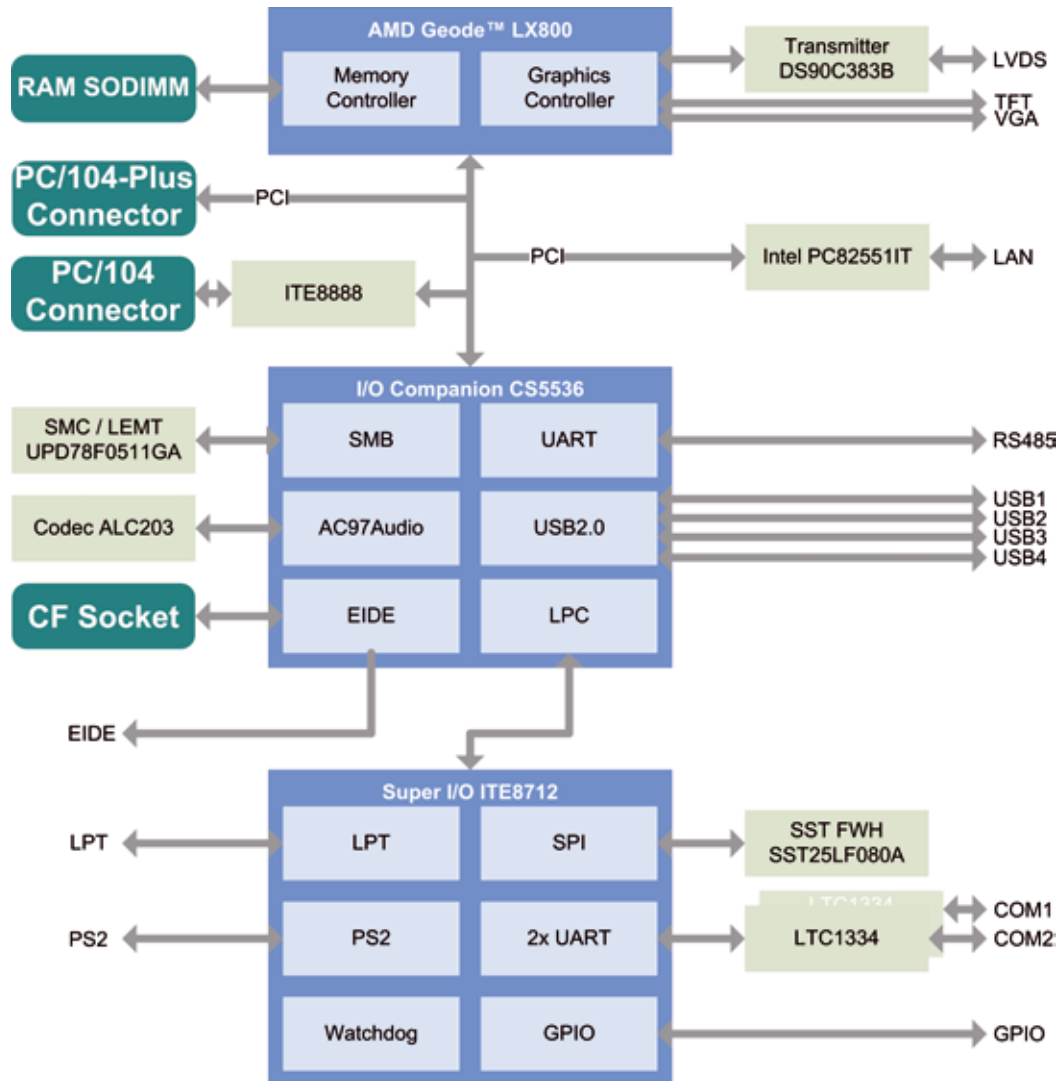 AMD Geode™ LX800
RAM SODIMM
Memory
Controller
Graphics
Controller
Transmitter
DS90C383B
LVDS
TFT
VGA
PC/104-Plus
Connector
PCI
PCI
Intel PC82551IT
LAN
PC/104
Connector
ITE8888
I/O Companion CS5536
SMC / LEMT
UPD78F0511GA
SMB
UART
RS485
Codec ALC203
AC97Audio
USB2.0
USB1
USB2
USB3
USB4
CF Socket
EIDE
LPC
EIDE
Super I/O ITE8712
LPT
LPT
SPI
SST FWH
SST25LF080A
PS2
PS2
2x UART
LTC1334
LTC1334
COM1
COM2
Watchdog
GPIO
GPIO